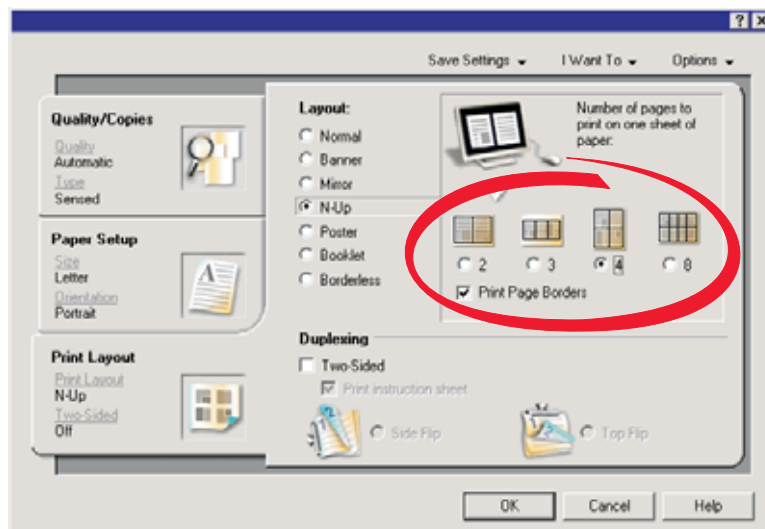 Save Settings
I Want To
Options
Quality/Copies
Quality
Automatic
Type
Sensed
Paper Setup
Size
Letter
Orientation
Portrait
Print Layout
Print Layout
N-Up
Two-Sided
Off
Layout:
Normal
Banner
Mirror
N-Up
Poster
Booklet
Borderless
Number of pages to
print on one sheet of
paper:
2 3 4 8
Print Page Borders
Duplexing
Two-Sided
Print instruction sheet
Side Flip
Top Flip
OK
Cancel
Help